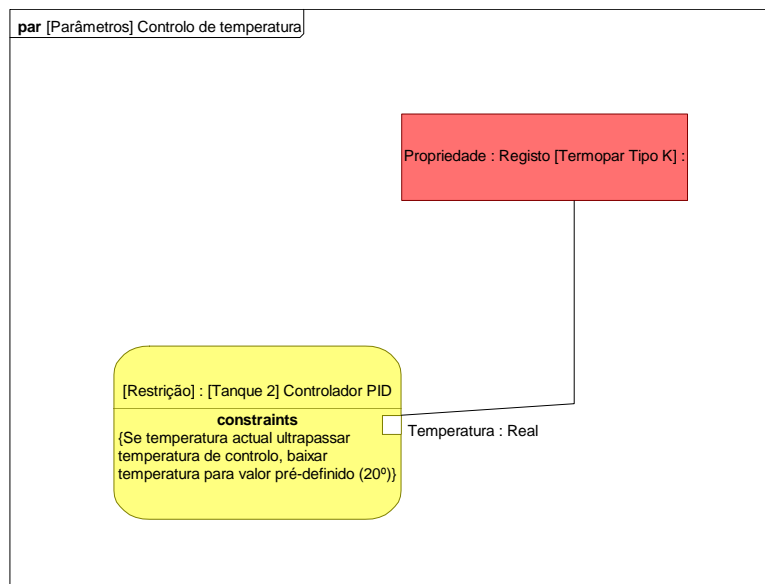 par [Parâmetros] Controlo de temperatura
Propriedade : Registo [Termopar Tipo K] :
[Restrição] : [Tanque 2] Controlador PID
constraints
{Se temperatura actual ultrapassar
temperatura de controlo, baixar
temperatura para valor pré-definido (20º)}
Temperatura : Real